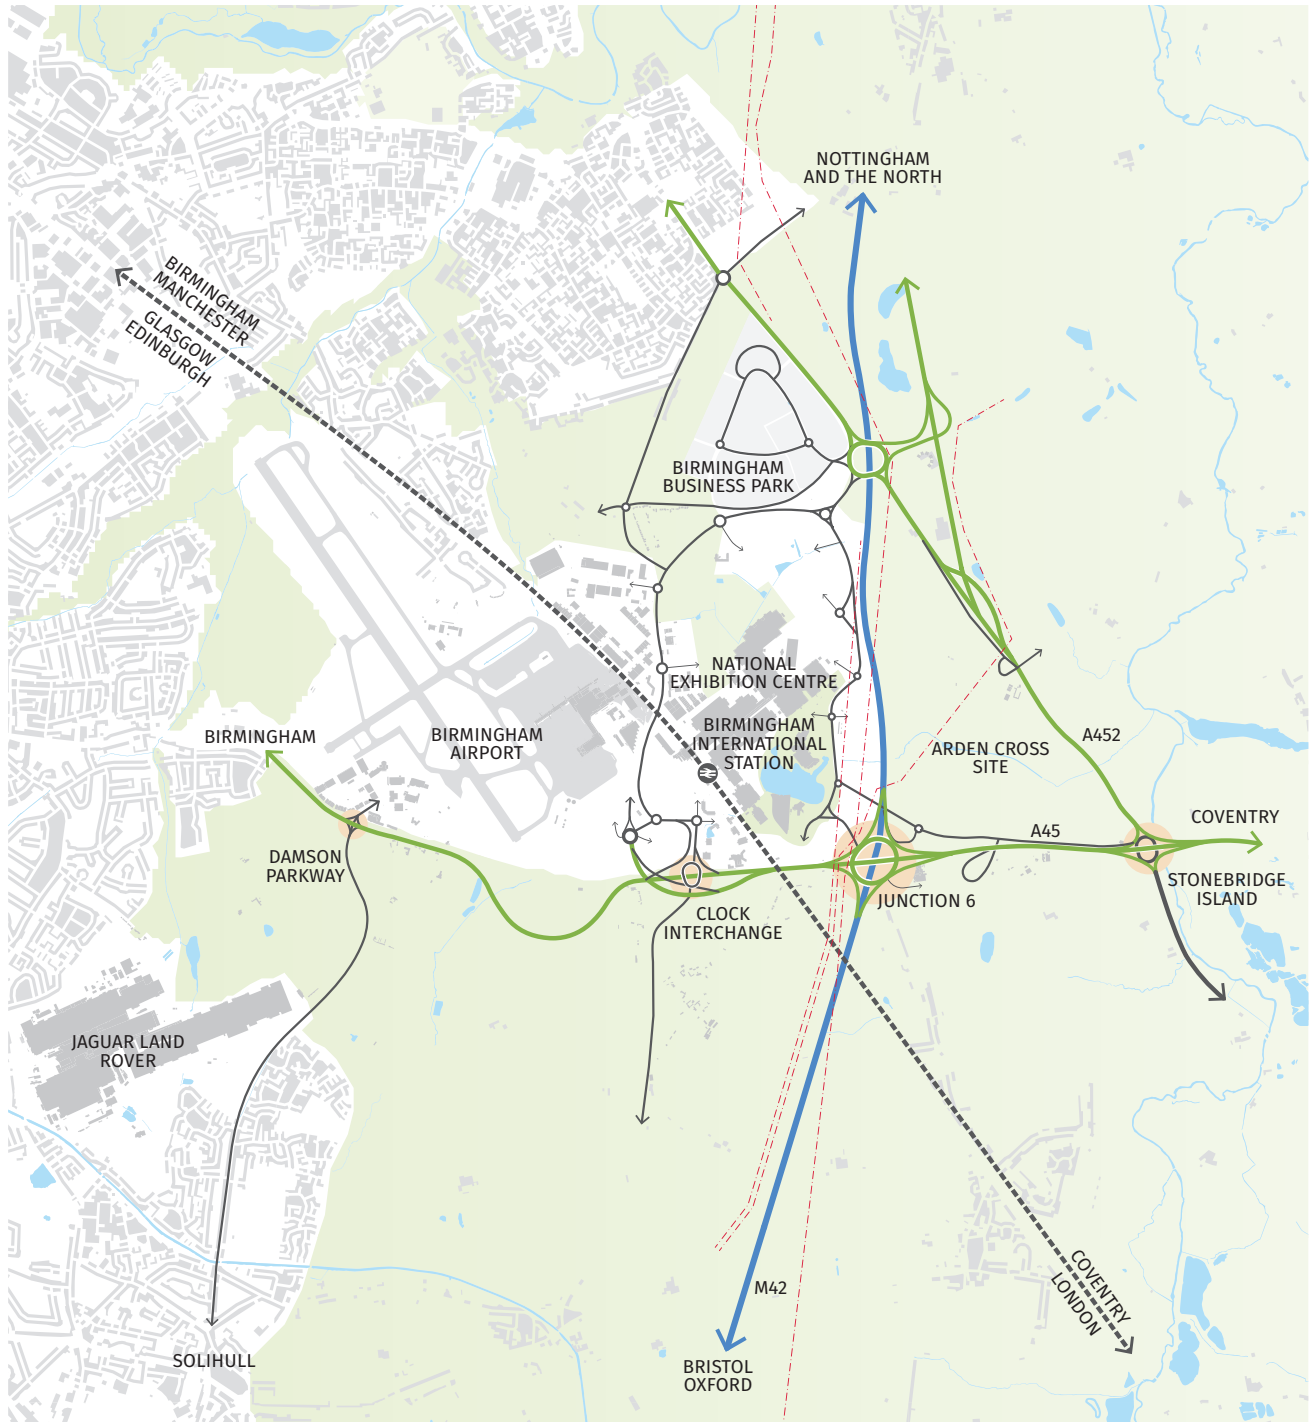 NOTTINGHAM
AND THE NORTH
BIRMINGHAM
MANCHESTER
GLASGOW
EDINBURGH
BIRMINGHAM
BUSINESS PARK
NATIONAL
EXHIBITION CENTRE
BIRMINGHAM
INTERNATIONAL
STATION
BIRMINGHAM
BIRMINGHAM
AIRPORT
ARDEN CROSS
SITE
A452
COVENTRY
A45
DAMSON
PARKWAY
STONEBRIDGE
ISLAND
JUNCTION 6
CLOCK
INTERCHANGE
JAGUAR LAND
ROVER
COVENTRY
LONDON
M42
SOLIHULL
BRISTOL
OXFORD